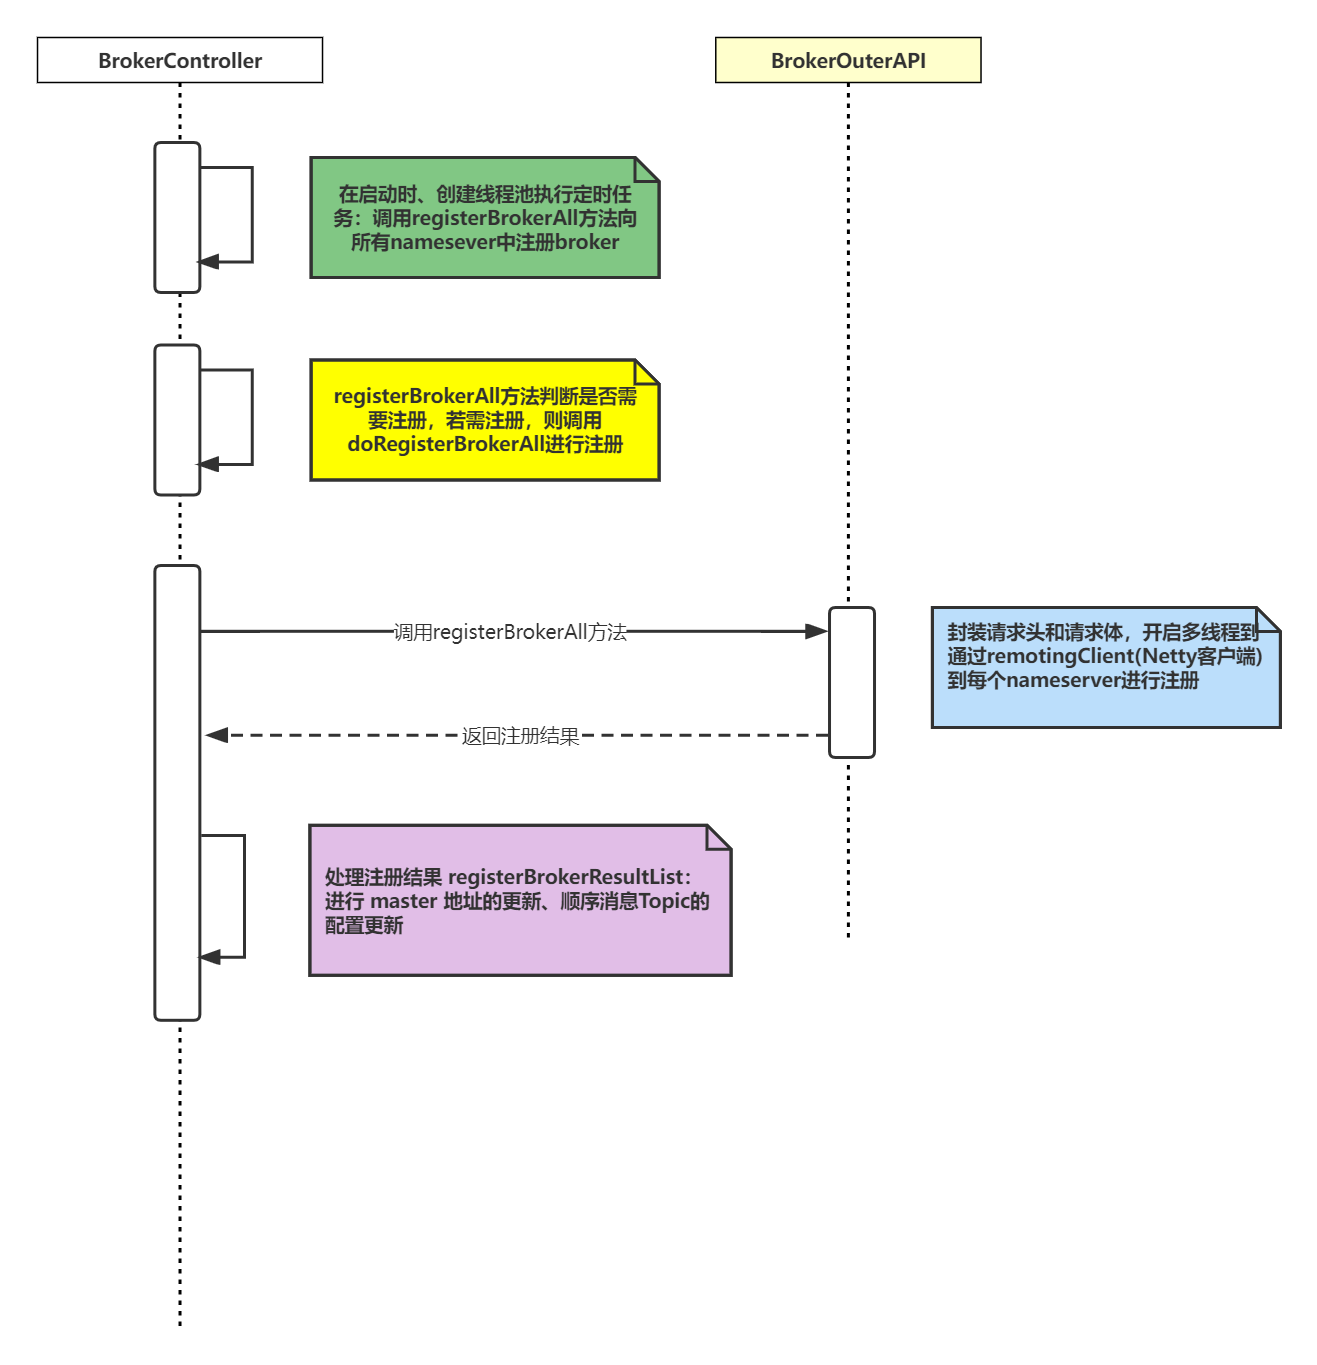 BrokerController
BrokerOuterAPI
在启动时、创建线程池执行定时任
务：调用registerBrokerAll方法向
所有namesever中注册broker
registerBrokerAll方法判断是否需
要注册，若需注册，则调用
doRegisterBrokerAll进行注册
调用registerBrokerAll方法
封装请求头和请求体，开启多线程到
通过remotingClient(Netty客户端)
到每个nameserver进行注册
返回注册结果
处理注册结果 registerBrokerResultList：
进行 master 地址的更新、顺序消息Topic的
配置更新